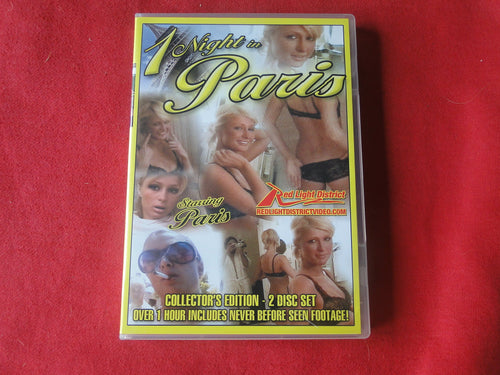 1 Night in
Paris
Starring
Paris
Red Light District
REDLIGHTDISTRICTVIDEO.COM
COLLECTOR'S EDITION - 2 DISC SET
OVER 1 HOUR INCLUDES NEVER BEFORE SEEN FOOTAGE!